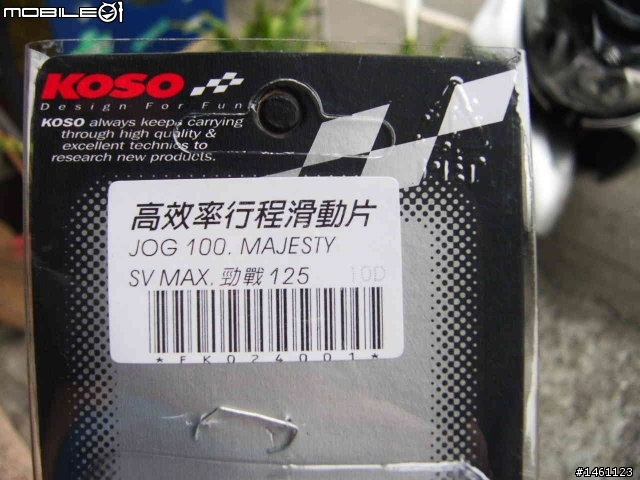 MOBILE01
KOSO
Design For Fun
KOSO always keep carrying
through high quality &
excellent technics to
research new products.
高效率行程滑動片
JOG 100. MAJESTY
SV MAX. 勁戰 125 10D
*FK024001*
#1461123